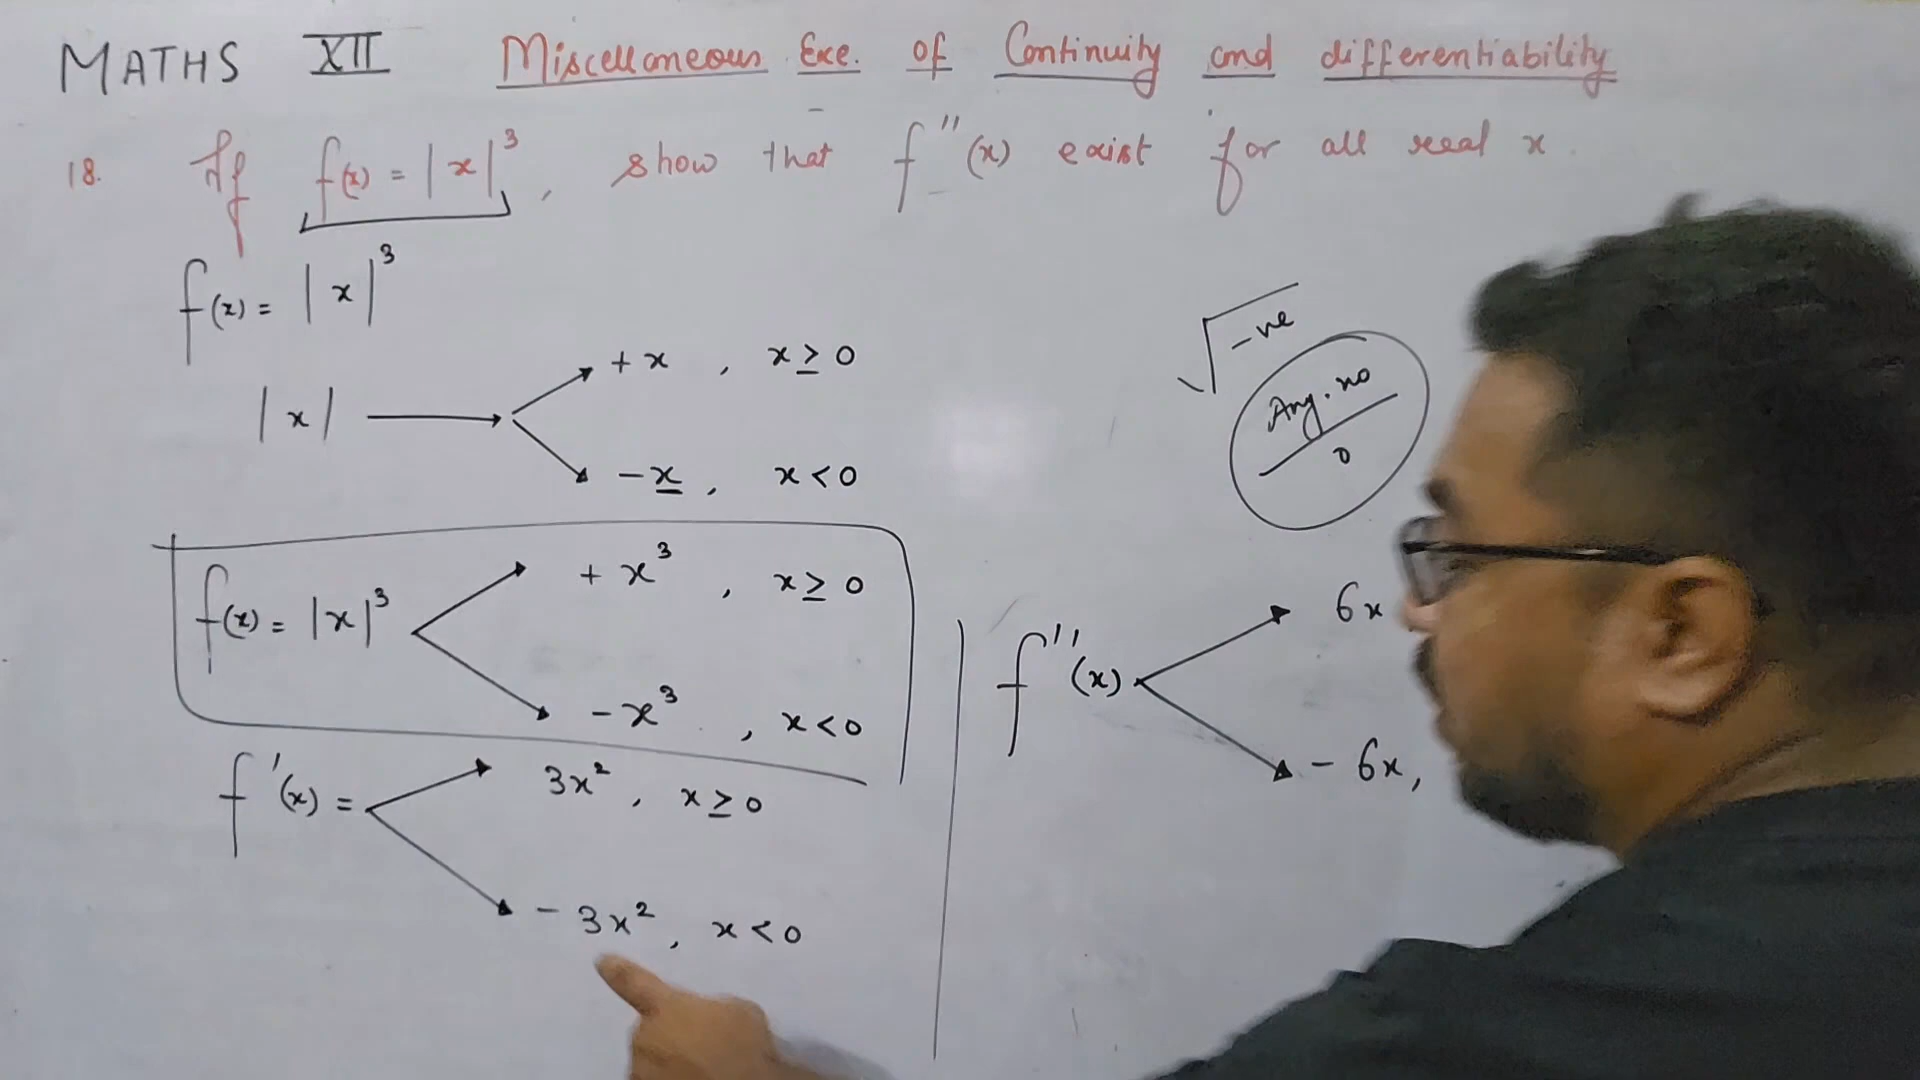 MATHS XII Miscellaneous Exe. of Continuity and differentiability
18. If f(x) = |x|³, show that f''(x) exist for all real x.
f(x) = |x|³
|x| → +x , x ≥ 0
-x , x < 0
f(x) = |x|³ → +x³ , x ≥ 0
-x³ , x < 0
f'(x) = 3x² , x ≥ 0
-3x² , x < 0
√-ve
Any. no
0
f''(x) 6x
-6x,